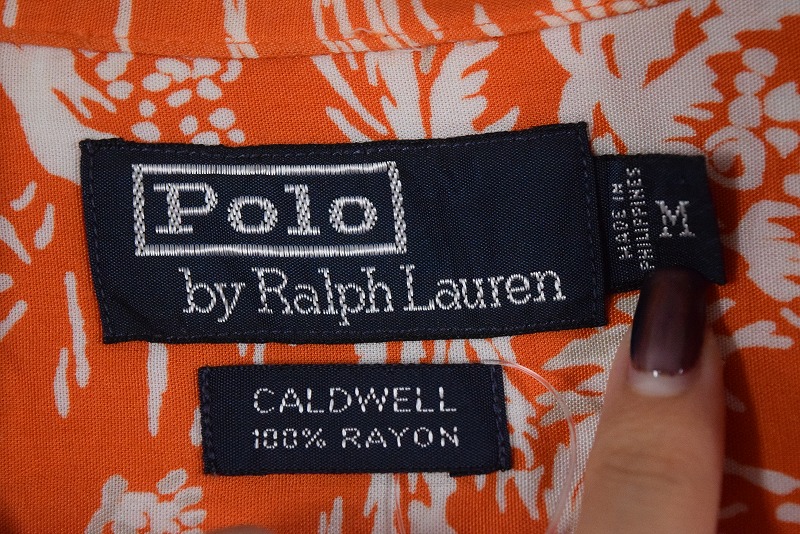 Polo
by Ralph Lauren
MADE IN
PHILIPPINES
M
CALDWELL
100% RAYON